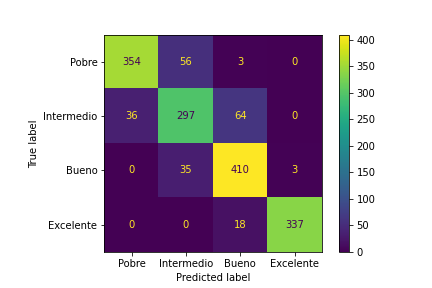 Pobre 354 56 3 0
Intermedio 36 297 64 0
Bueno 0 35 410 3
Excelente 0 0 18 337
Pobre Intermedio Bueno Excelente
Predicted label
True label
400
350
300
250
200
150
100
50
0